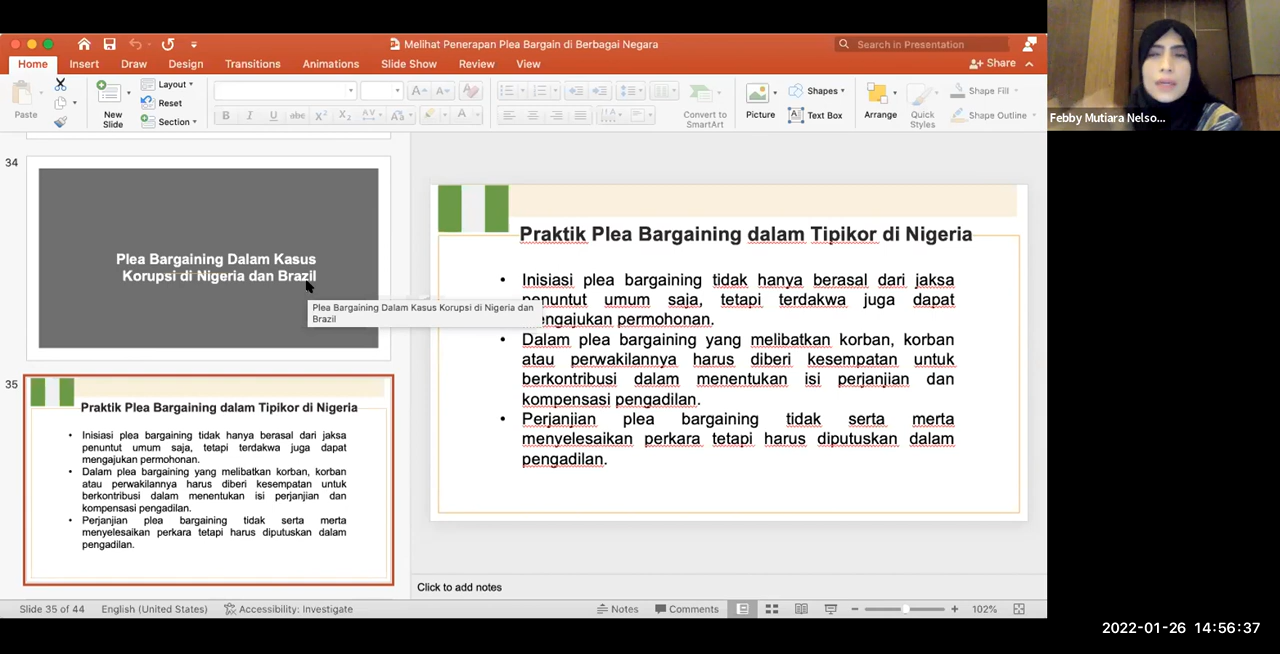 Melihat Penerapan Plea Bargain di Berbagai Negara
Search in Presentation
Home Insert Draw Design Transitions Animations Slide Show Review View
Share
Paste
New Slide
Layout
Reset
Section
B I U abc X² X₂ AV Aa
A A
Convert to SmartArt
Picture
Shapes
Text Box
Arrange
Quick Styles
Shape Fill
Shape Outline
Febby Mutiara Nelso...
34
Plea Bargaining Dalam Kasus
Korupsi di Nigeria dan Brazil
Plea Bargaining Dalam Kasus Korupsi di Nigeria dan
Brazil
35
Praktik Plea Bargaining dalam Tipikor di Nigeria
• Inisiasi plea bargaining tidak hanya berasal dari jaksa
penuntut umum saja, tetapi terdakwa juga dapat
mengajukan permohonan.
• Dalam plea bargaining yang melibatkan korban, korban
atau perwakilannya harus diberi kesempatan untuk
berkontribusi dalam menentukan isi perjanjian dan
kompensasi pengadilan.
• Perjanjian plea bargaining tidak serta merta
menyelesaikan perkara tetapi harus diputuskan dalam
pengadilan.
Praktik Plea Bargaining dalam Tipikor di Nigeria
• Inisiasi plea bargaining tidak hanya berasal dari jaksa
penuntut umum saja, tetapi terdakwa juga dapat
mengajukan permohonan.
• Dalam plea bargaining yang melibatkan korban, korban
atau perwakilannya harus diberi kesempatan untuk
berkontribusi dalam menentukan isi perjanjian dan
kompensasi pengadilan.
• Perjanjian plea bargaining tidak serta merta
menyelesaikan perkara tetapi harus diputuskan dalam
pengadilan.
Click to add notes
Slide 35 of 44 English (United States) Accessibility: Investigate
Notes Comments 102%
2022-01-26 14:56:37